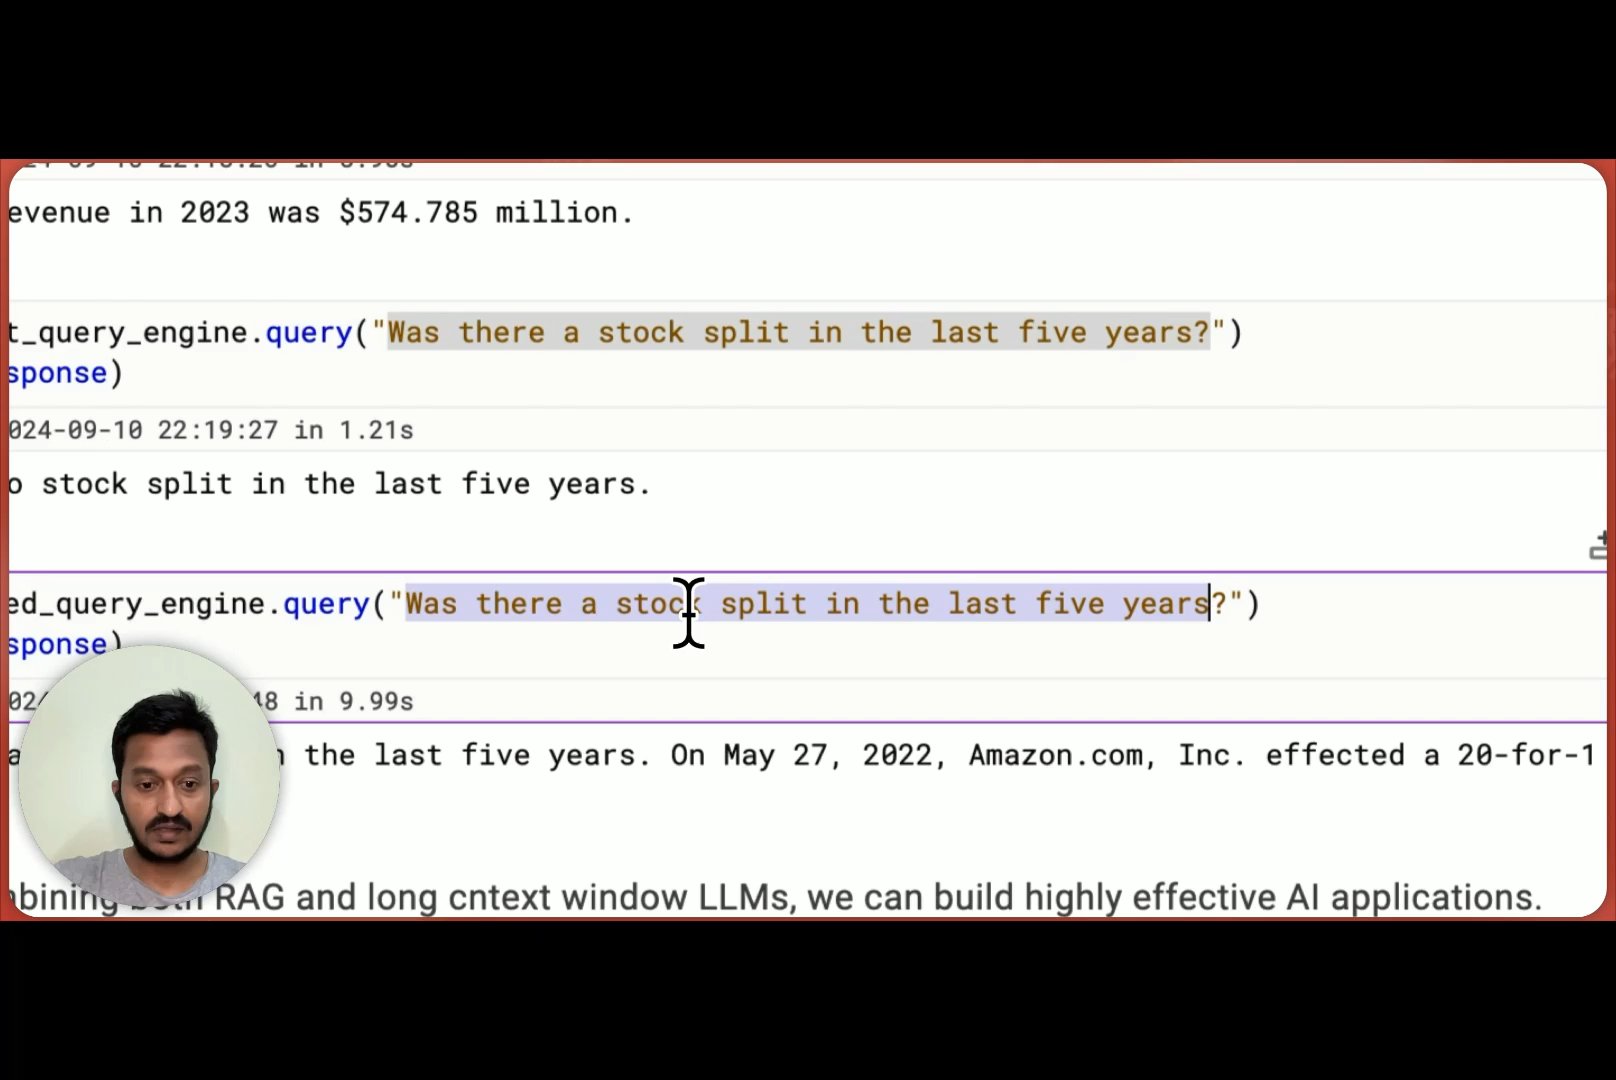 evenue in 2023 was $574.785 million.
t_query_engine.query("Was there a stock split in the last five years?")
sponse)
024-09-10 22:19:27 in 1.21s
o stock split in the last five years.
ed_query_engine.query("Was there a stock split in the last five years?")
sponse)
48 in 9.99s
the last five years. On May 27, 2022, Amazon.com, Inc. effected a 20-for-1
RAG and long cntext window LLMs, we can build highly effective AI applications.